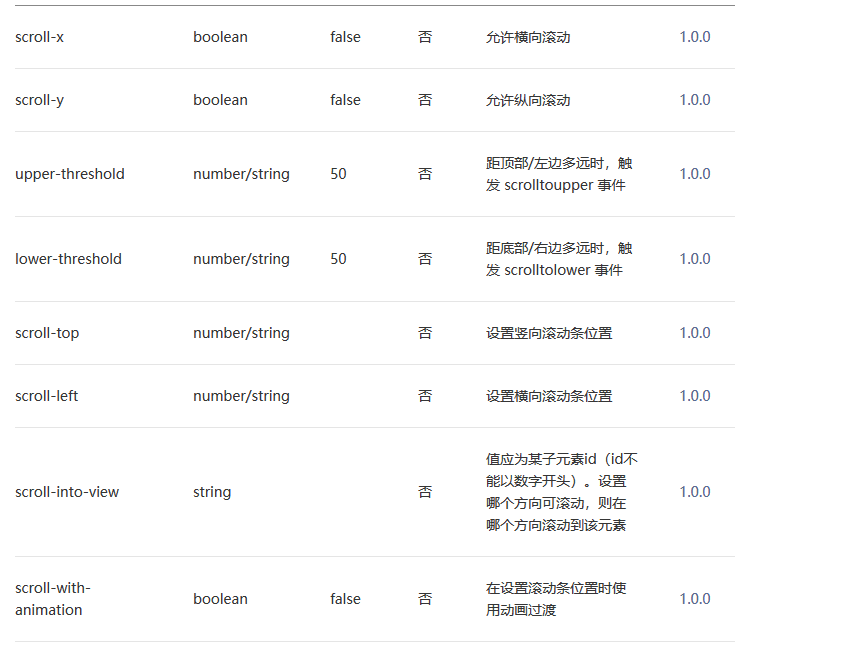 scroll-x boolean false 否 允许横向滚动 1.0.0
scroll-y boolean false 否 允许纵向滚动 1.0.0
upper-threshold number/string 50 否 距顶部/左边多远时，触 1.0.0
发 scrolltoupper 事件
lower-threshold number/string 50 否 距底部/右边多远时，触 1.0.0
发 scrolltolower 事件
scroll-top number/string 否 设置竖向滚动条位置 1.0.0
scroll-left number/string 否 设置横向滚动条位置 1.0.0
scroll-into-view string 否 值应为某子元素id（id不 1.0.0
能以数字开头）。设置
哪个方向可滚动，则在
哪个方向滚动到该元素
scroll-with- boolean false 否 在设置滚动条位置时使 1.0.0
animation 用动画过渡